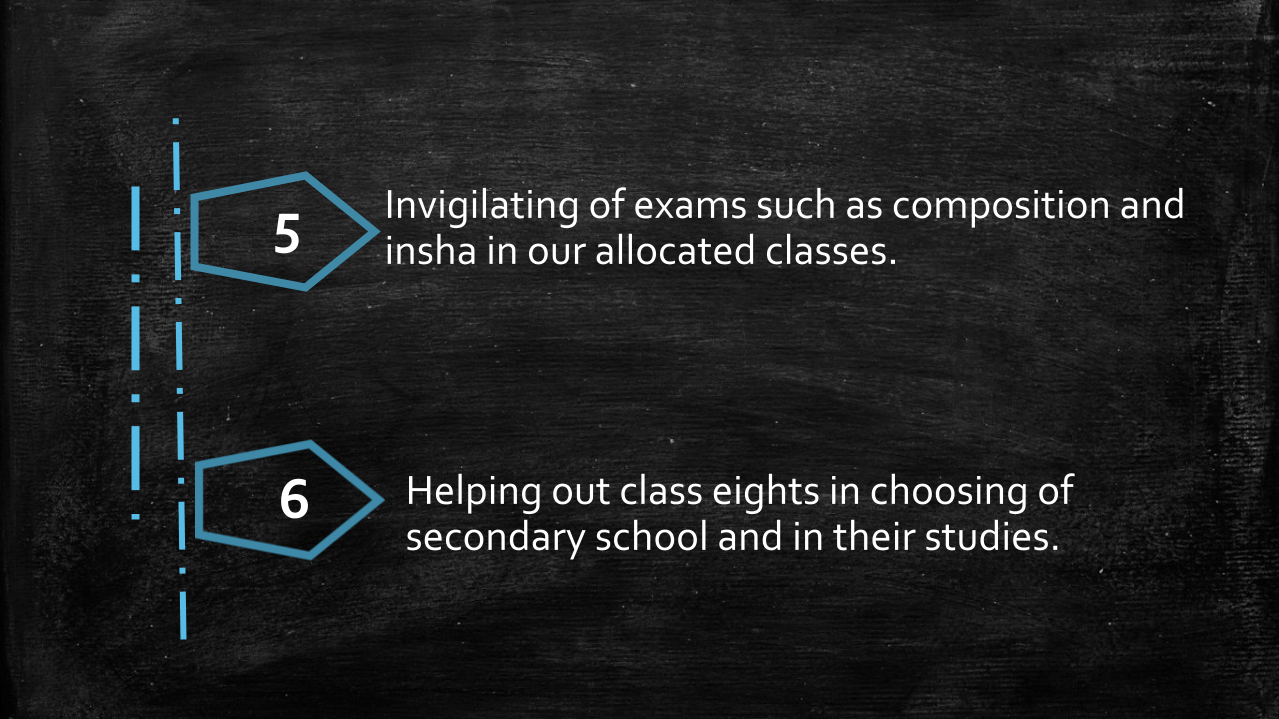 5
Invigilating of exams such as composition and
insha in our allocated classes.
6
Helping out class eights in choosing of
secondary school and in their studies.